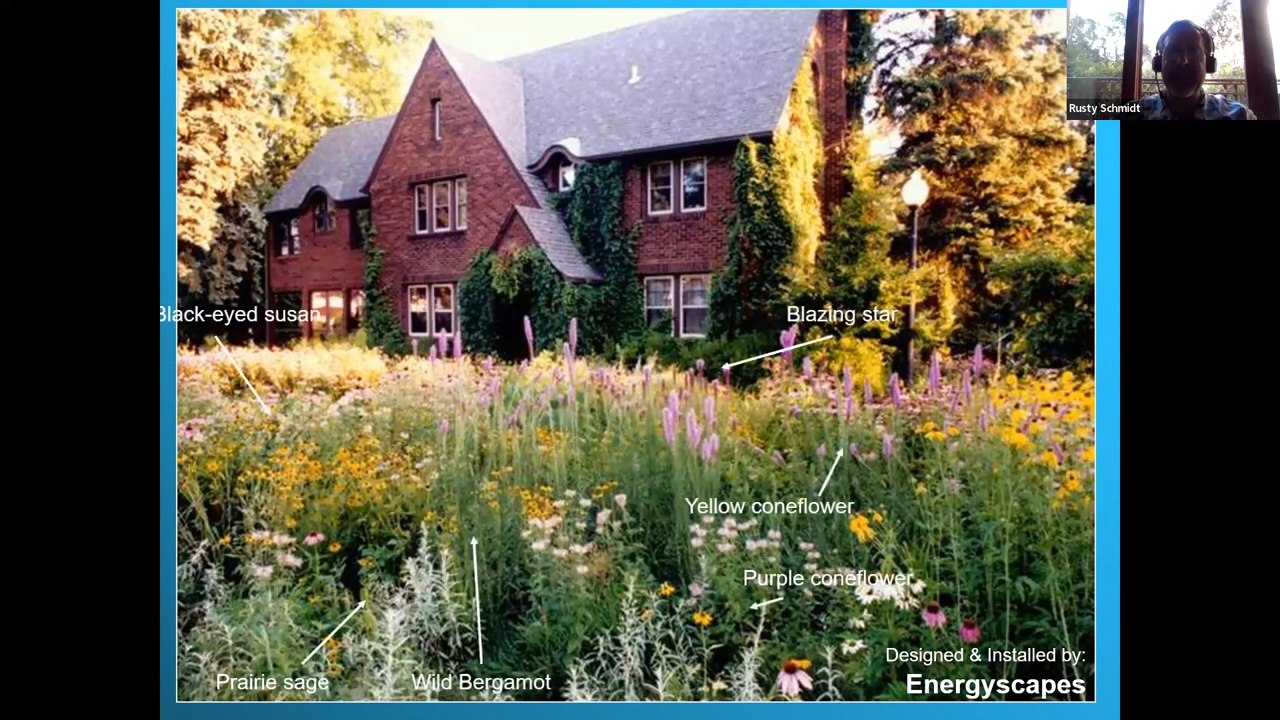 Rusty Schmidt
Black-eyed susan
Blazing star
Yellow coneflower
Purple coneflower
Prairie sage
Wild Bergamot
Designed & Installed by:
Energyscapes